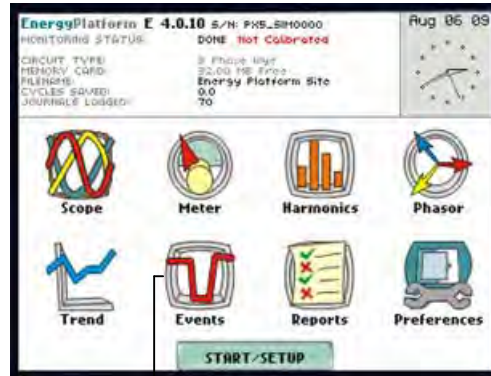 EnergyPlatform E 4.0.10 S/N: PX5_SIM0000
Aug 06 09
MONITORING STATUS: DONE Not Calibrated
CIRCUIT TYPE: 3 Phase Wye
MEMORY CARD: 32.00 MB Free
FILENAME: Energy Platform Site
CYCLES SAVED: 0.0
JOURNALS LOGGED: 70
Scope Meter Harmonics Phasor
Trend Events Reports Preferences
START/SETUP